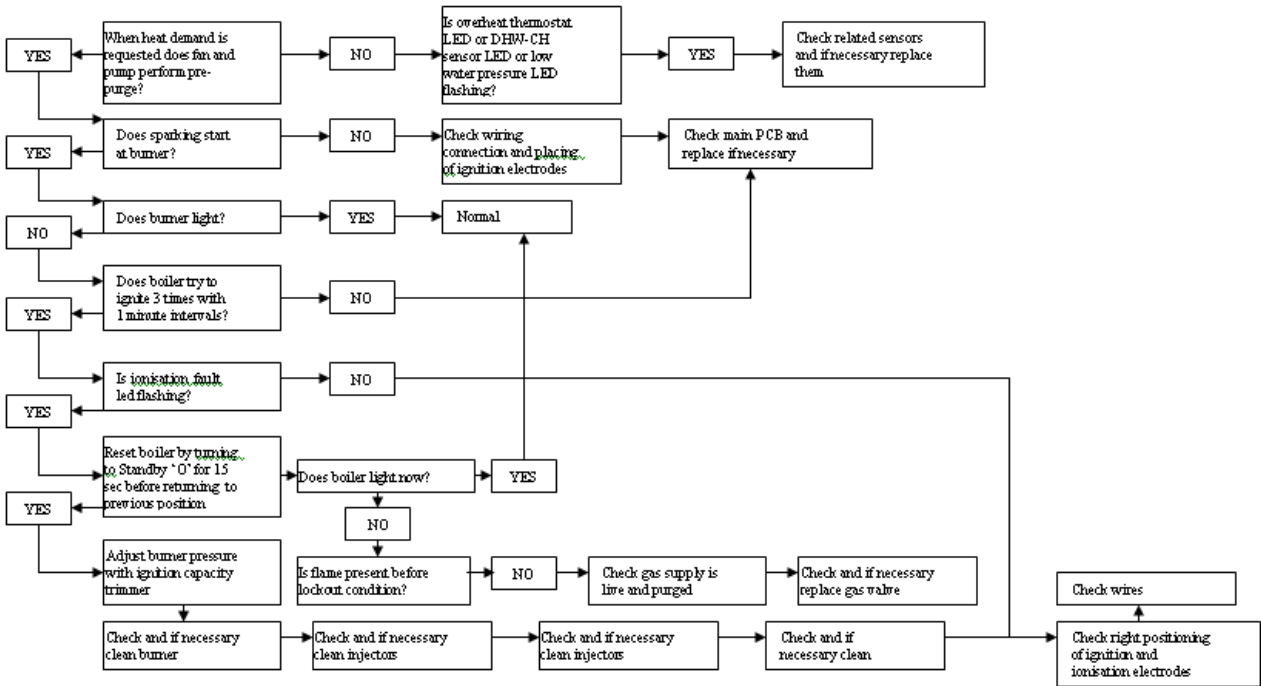 When heat demand is
requested does fan and
pump perform pre-
purge?
YES
NO
Is overheat thermostat
LED or DHW-CH
sensor LED or low
water pressure LED
flashing?
YES
Check related sensors
and if necessary replace
them
Does sparking start
at burner?
YES
NO
Check wiring
connection and placing
of ignition electrodes
Check main PCB and
replace if necessary
Does burner light?
NO
YES
Normal
Does boiler try to
ignite 3 times with
1 minute intervals?
YES
NO
Is ionisation fault
led flashing?
YES
NO
Reset boiler by turning
to Standby ‘O’ for 15
sec before returning to
previous position
YES
Does boiler light now?
YES
NO
Adjust burner pressure
with ignition capacity
trimmer
Is flame present before
lockout condition?
NO
Check gas supply is
live and purged
Check and if necessary
replace gas valve
Check wires
Check and if necessary
clean burner
Check and if necessary
clean injectors
Check and if necessary
clean injectors
Check and if
necessary clean
Check right positioning
of ignition and
ionisation electrodes